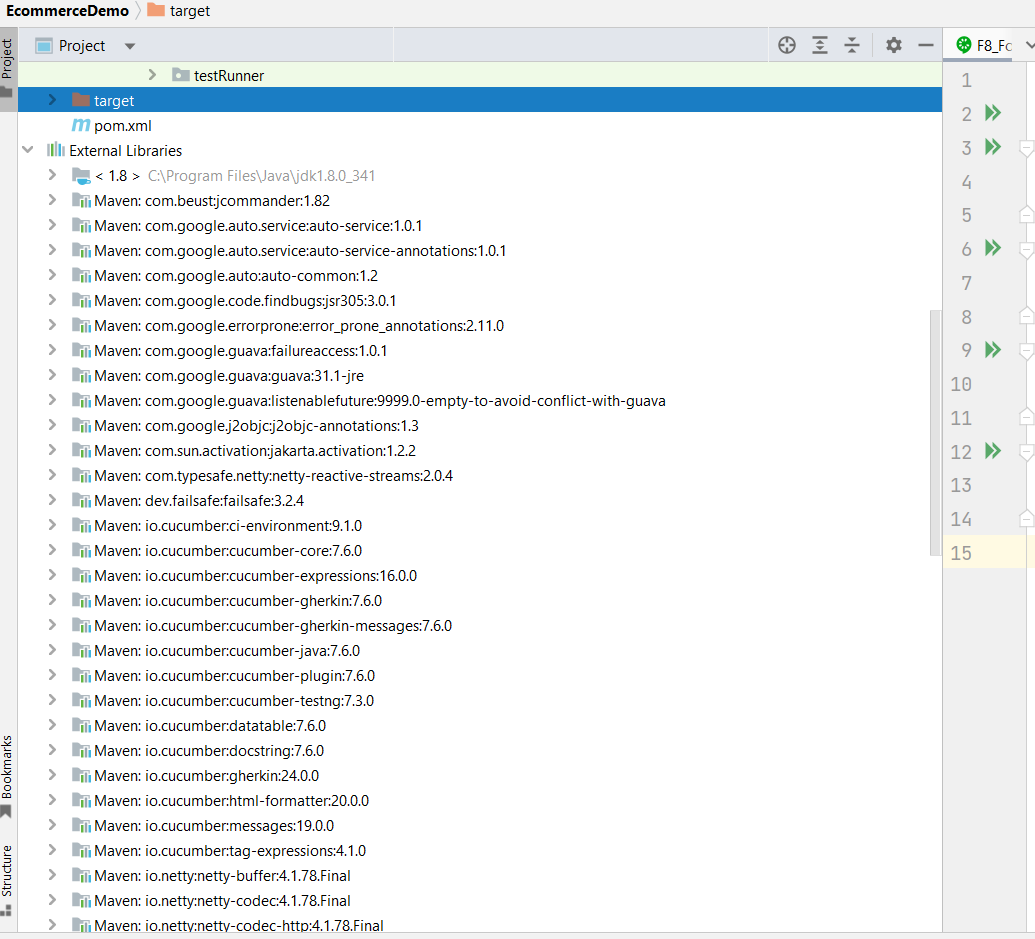 EcommerceDemo target
Project
Project
F8_Fc
testRunner
target
pom.xml
External Libraries
< 1.8 > C:\Program Files\Java\jdk1.8.0_341
Maven: com.beust:jcommander:1.82
Maven: com.google.auto.service:auto-service:1.0.1
Maven: com.google.auto.service:auto-service-annotations:1.0.1
Maven: com.google.auto:auto-common:1.2
Maven: com.google.code.findbugs:jsr305:3.0.1
Maven: com.google.errorprone:error_prone_annotations:2.11.0
Maven: com.google.guava:failureaccess:1.0.1
Maven: com.google.guava:guava:31.1-jre
Maven: com.google.guava:listenablefuture:9999.0-empty-to-avoid-conflict-with-guava
Maven: com.google.j2objc:j2objc-annotations:1.3
Maven: com.sun.activation:jakarta.activation:1.2.2
Maven: com.typesafe.netty:netty-reactive-streams:2.0.4
Maven: dev.failsafe:failsafe:3.2.4
Maven: io.cucumber:ci-environment:9.1.0
Maven: io.cucumber:cucumber-core:7.6.0
Maven: io.cucumber:cucumber-expressions:16.0.0
Maven: io.cucumber:cucumber-gherkin:7.6.0
Maven: io.cucumber:cucumber-gherkin-messages:7.6.0
Maven: io.cucumber:cucumber-java:7.6.0
Maven: io.cucumber:cucumber-plugin:7.6.0
Maven: io.cucumber:cucumber-testng:7.3.0
Maven: io.cucumber:datatable:7.6.0
Maven: io.cucumber:docstring:7.6.0
Maven: io.cucumber:gherkin:24.0.0
Maven: io.cucumber:html-formatter:20.0.0
Maven: io.cucumber:messages:19.0.0
Maven: io.cucumber:tag-expressions:4.1.0
Maven: io.netty:netty-buffer:4.1.78.Final
Maven: io.netty:netty-codec:4.1.78.Final
Maven: io.netty:netty-codec-http:4.1.78.Final
Bookmarks
Structure
1
2
3
4
5
6
7
8
9
10
11
12
13
14
15